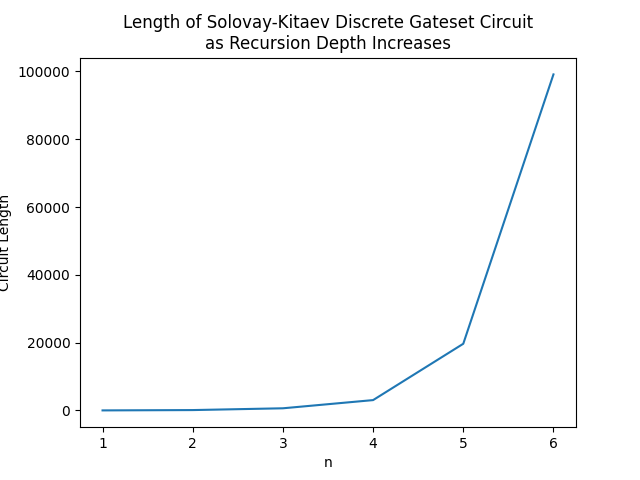 Length of Solovay-Kitaev Discrete Gateset Circuit
as Recursion Depth Increases
100000
80000
60000
40000
20000
0
Circuit Length
1 2 3 4 5 6
n